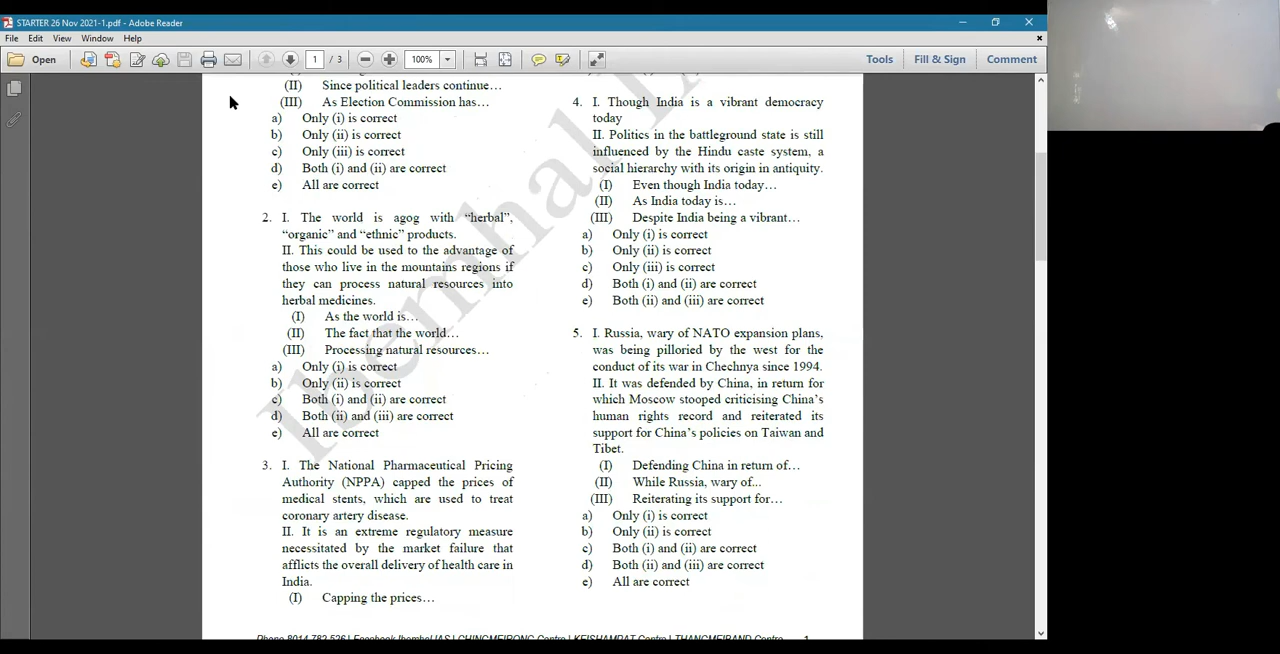 STARTER 26 Nov 2021-1.pdf - Adobe Reader
File Edit View Window Help
Open 1 / 3 100% Tools Fill & Sign Comment
(II) Since political leaders continue…
(III) As Election Commission has…
a) Only (i) is correct
b) Only (ii) is correct
c) Only (iii) is correct
d) Both (i) and (ii) are correct
e) All are correct
2. I. The world is agog with “herbal”,
“organic” and “ethnic” products.
II. This could be used to the advantage of
those who live in the mountains regions if
they can process natural resources into
herbal medicines.
(I) As the world is…
(II) The fact that the world…
(III) Processing natural resources…
a) Only (i) is correct
b) Only (ii) is correct
c) Both (i) and (ii) are correct
d) Both (ii) and (iii) are correct
e) All are correct
3. I. The National Pharmaceutical Pricing
Authority (NPPA) capped the prices of
medical stents, which are used to treat
coronary artery disease.
II. It is an extreme regulatory measure
necessitated by the market failure that
afflicts the overall delivery of health care in
India.
(I) Capping the prices…
4. I. Though India is a vibrant democracy
today
II. Politics in the battleground state is still
influenced by the Hindu caste system, a
social hierarchy with its origin in antiquity.
(I) Even though India today…
(II) As India today is…
(III) Despite India being a vibrant…
a) Only (i) is correct
b) Only (ii) is correct
c) Only (iii) is correct
d) Both (i) and (ii) are correct
e) Both (ii) and (iii) are correct
5. I. Russia, wary of NATO expansion plans,
was being pilloried by the west for the
conduct of its war in Chechnya since 1994.
II. It was defended by China, in return for
which Moscow stooped criticising China’s
human rights record and reiterated its
support for China’s policies on Taiwan and
Tibet.
(I) Defending China in return of…
(II) While Russia, wary of...
(III) Reiterating its support for…
a) Only (i) is correct
b) Only (ii) is correct
c) Both (i) and (ii) are correct
d) Both (ii) and (iii) are correct
e) All are correct
Phone 8014 782 526 | Facebook Ibemhal IAS | CHINGMEIRONG Centre | KEISHAMPAT Centre | THANGMEIBAND Centre 1
Ibemhal